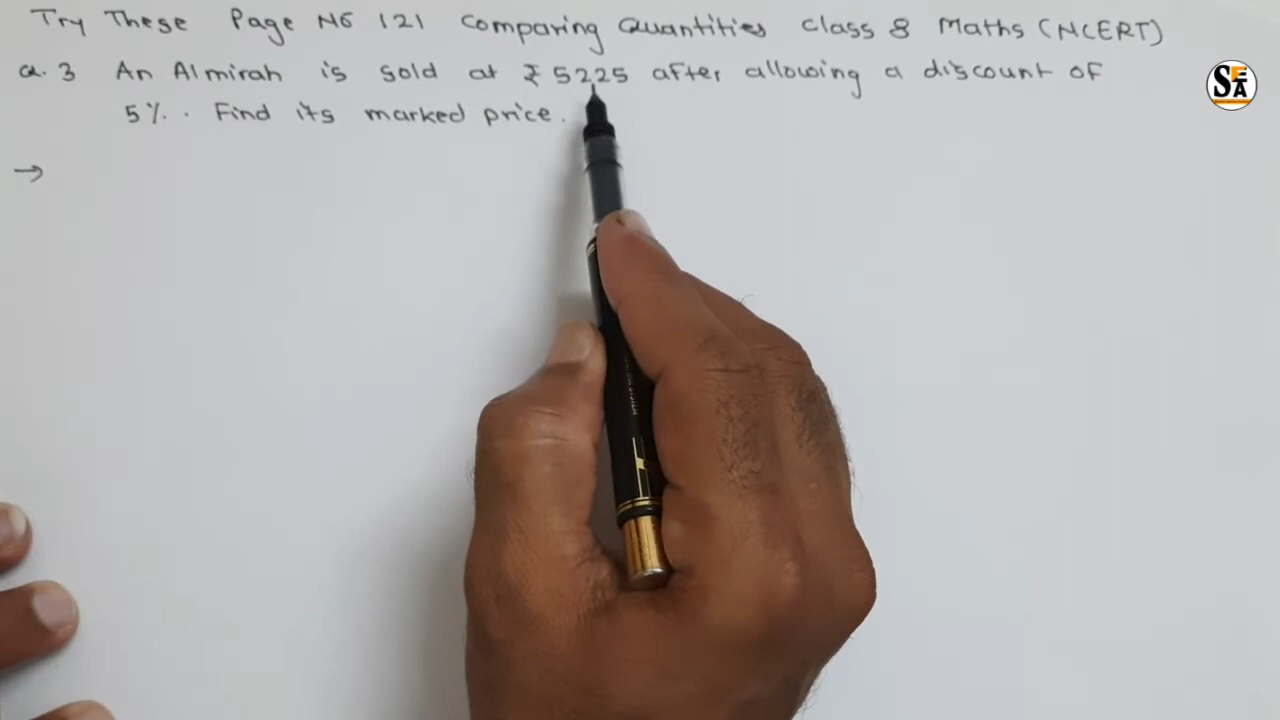 Try These Page No 121 Comparing Quantities Class 8 Maths (NCERT)
Q. 3 An Almirah is sold at ₹ 5225 after allowing a discount of
5%. Find its marked price.
→
SFEA